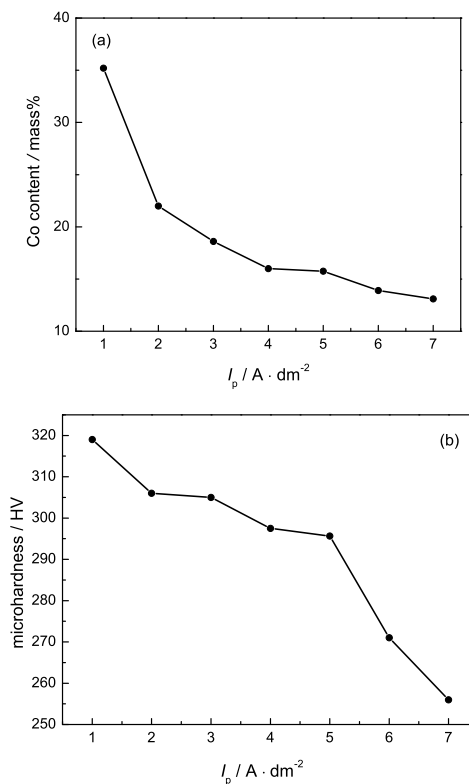 (a)
40
30
20
10
Co content / mass%
1 2 3 4 5 6 7
Ip / A · dm-2
(b)
320
310
300
290
280
270
260
250
microhardness / HV
1 2 3 4 5 6 7
Ip / A · dm-2